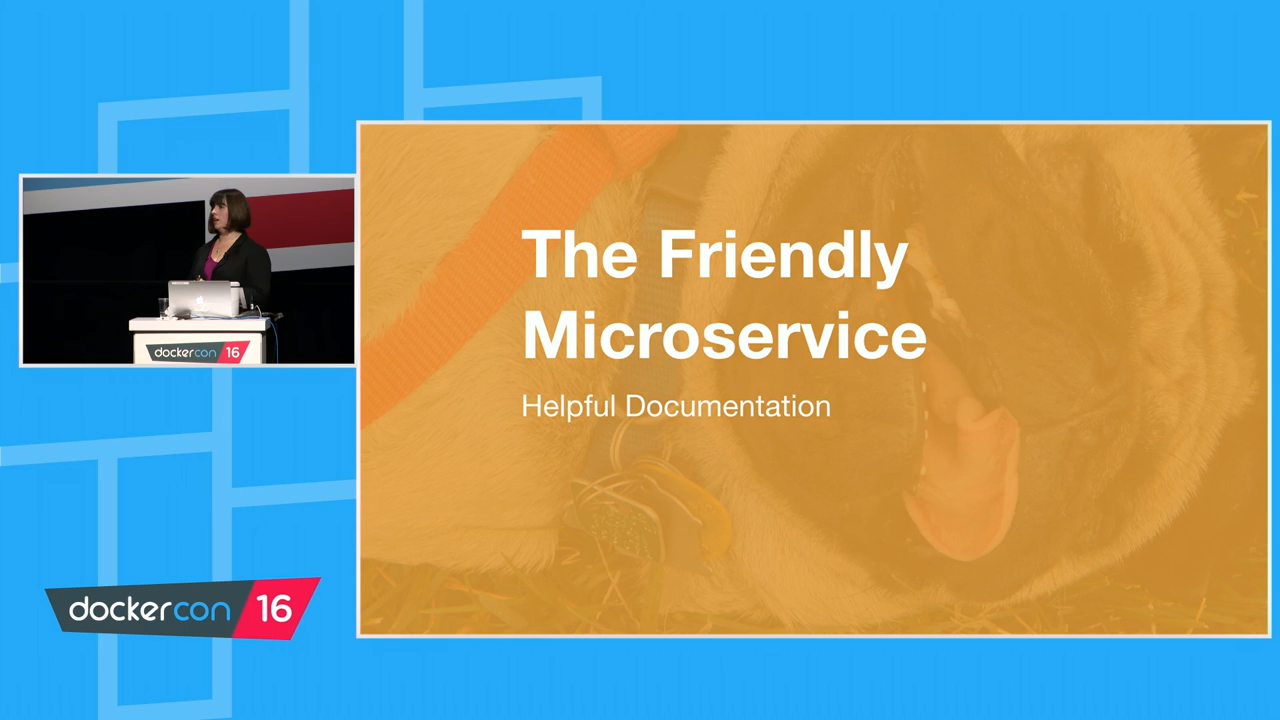 The Friendly
Microservice
Helpful Documentation
dockercon 16
dockercon 16